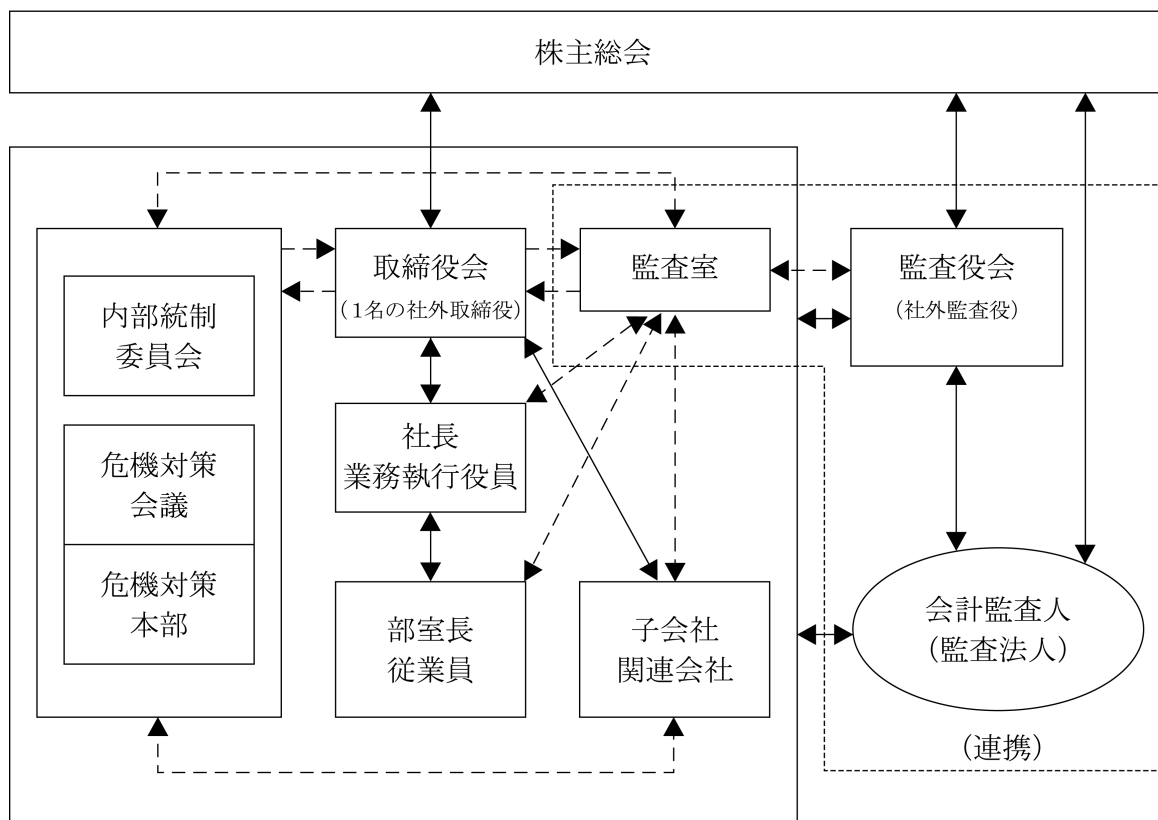 株主総会
取締役会
(1名の社外取締役)
監査室
監査役会
(社外監査役)
内部統制
委員会
社長
業務執行役員
危機対策
会議
危機対策
本部
部室長
従業員
子会社
関連会社
会計監査人
(監査法人)
(連携)